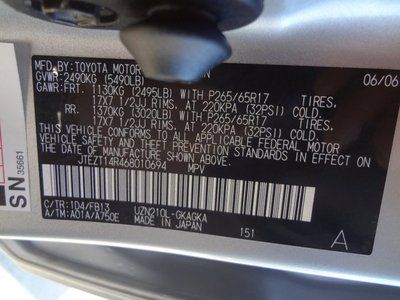 MFD. BY: TOYOTA MOTOR N 06/06
GVWR: 2490KG (5490LB)
GAWR: FRT. 1130KG (2495LB) WITH P265/65R17 TIRES,
17X7 1/2JJ RIMS, AT 220KPA (32PSI) COLD
RR. 1370KG (3020LB) WITH P265/65R17 TIRES,
17X7 1/2JJ RIMS, AT 220KPA (32PSI) COLD
THIS VEHICLE CONFORMS TO ALL APPLICABLE FEDERAL MOTOR
VEHICLE SAFETY AND THEFT PREVENTION STANDARDS IN
EFFECT ON THE DATE OF MANUFACTURE SHOWN ABOVE.
JTEZT14R468010694 MPV
C/TR: 1D4/FB13 UZN210L-GKAGKA
A/TM: A01A/A750E MADE IN JAPAN 151 A
SN 35661